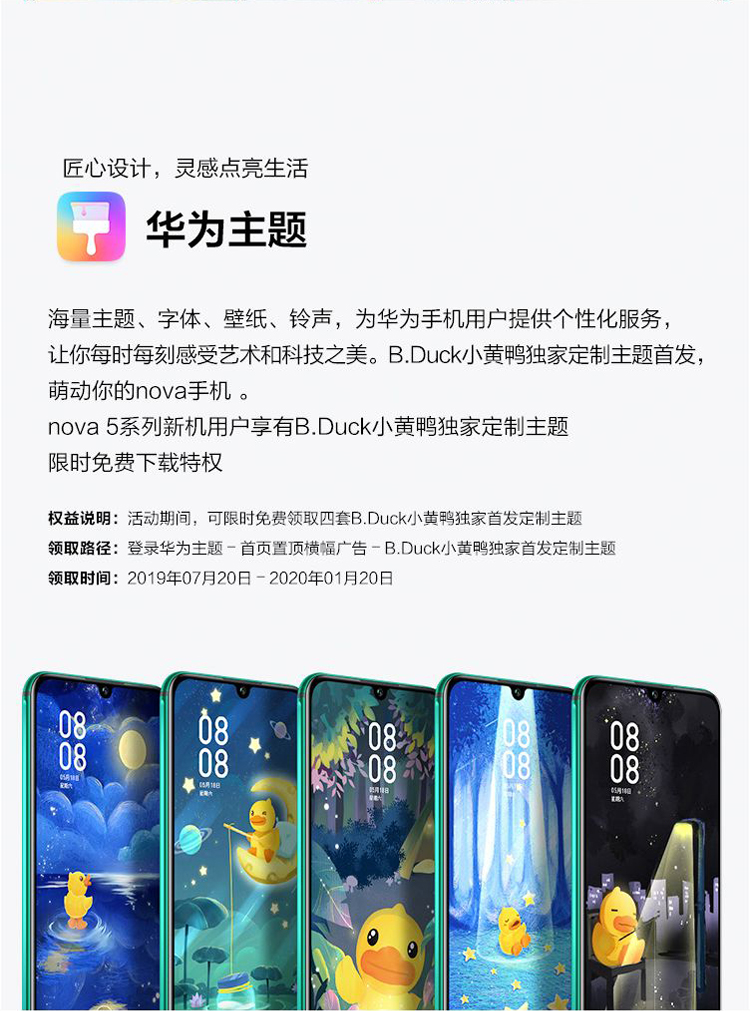 匠心设计，灵感点亮生活
华为主题
海量主题、字体、壁纸、铃声，为华为手机用户提供个性化服务，
让你每时每刻感受艺术和科技之美。B.Duck小黄鸭独家定制主题首发，
萌动你的nova手机 。
nova 5系列新机用户享有B.Duck小黄鸭独家定制主题
限时免费下载特权
权益说明：活动期间，可限时免费领取四套B.Duck小黄鸭独家首发定制主题
领取路径：登录华为主题 – 首页置顶横幅广告 – B.Duck小黄鸭独家首发定制主题
领取时间：2019年07月20日 – 2020年01月20日
08
08
05月18日
星期六
08
08
05月18日
星期六
08
08
05月18日
星期六
08
08
05月18日
星期六
08
08
05月18日
星期六